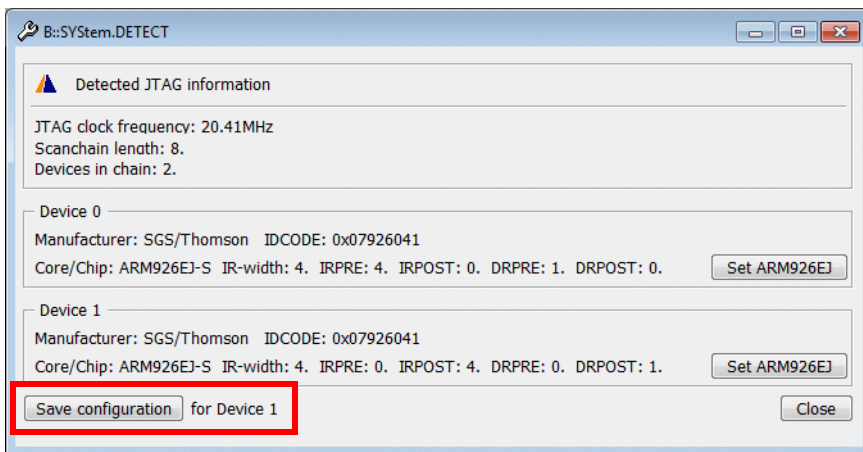 B::SYStem.DETECT
Detected JTAG information
JTAG clock frequency: 20.41MHz
Scanchain length: 8.
Devices in chain: 2.
Device 0
Manufacturer: SGS/Thomson IDCODE: 0x07926041
Core/Chip: ARM926EJ-S IR-width: 4. IRPRE: 4. IRPOST: 0. DRPRE: 1. DRPOST: 0. Set ARM926EJ
Device 1
Manufacturer: SGS/Thomson IDCODE: 0x07926041
Core/Chip: ARM926EJ-S IR-width: 4. IRPRE: 0. IRPOST: 4. DRPRE: 0. DRPOST: 1. Set ARM926EJ
Save configuration for Device 1 Close